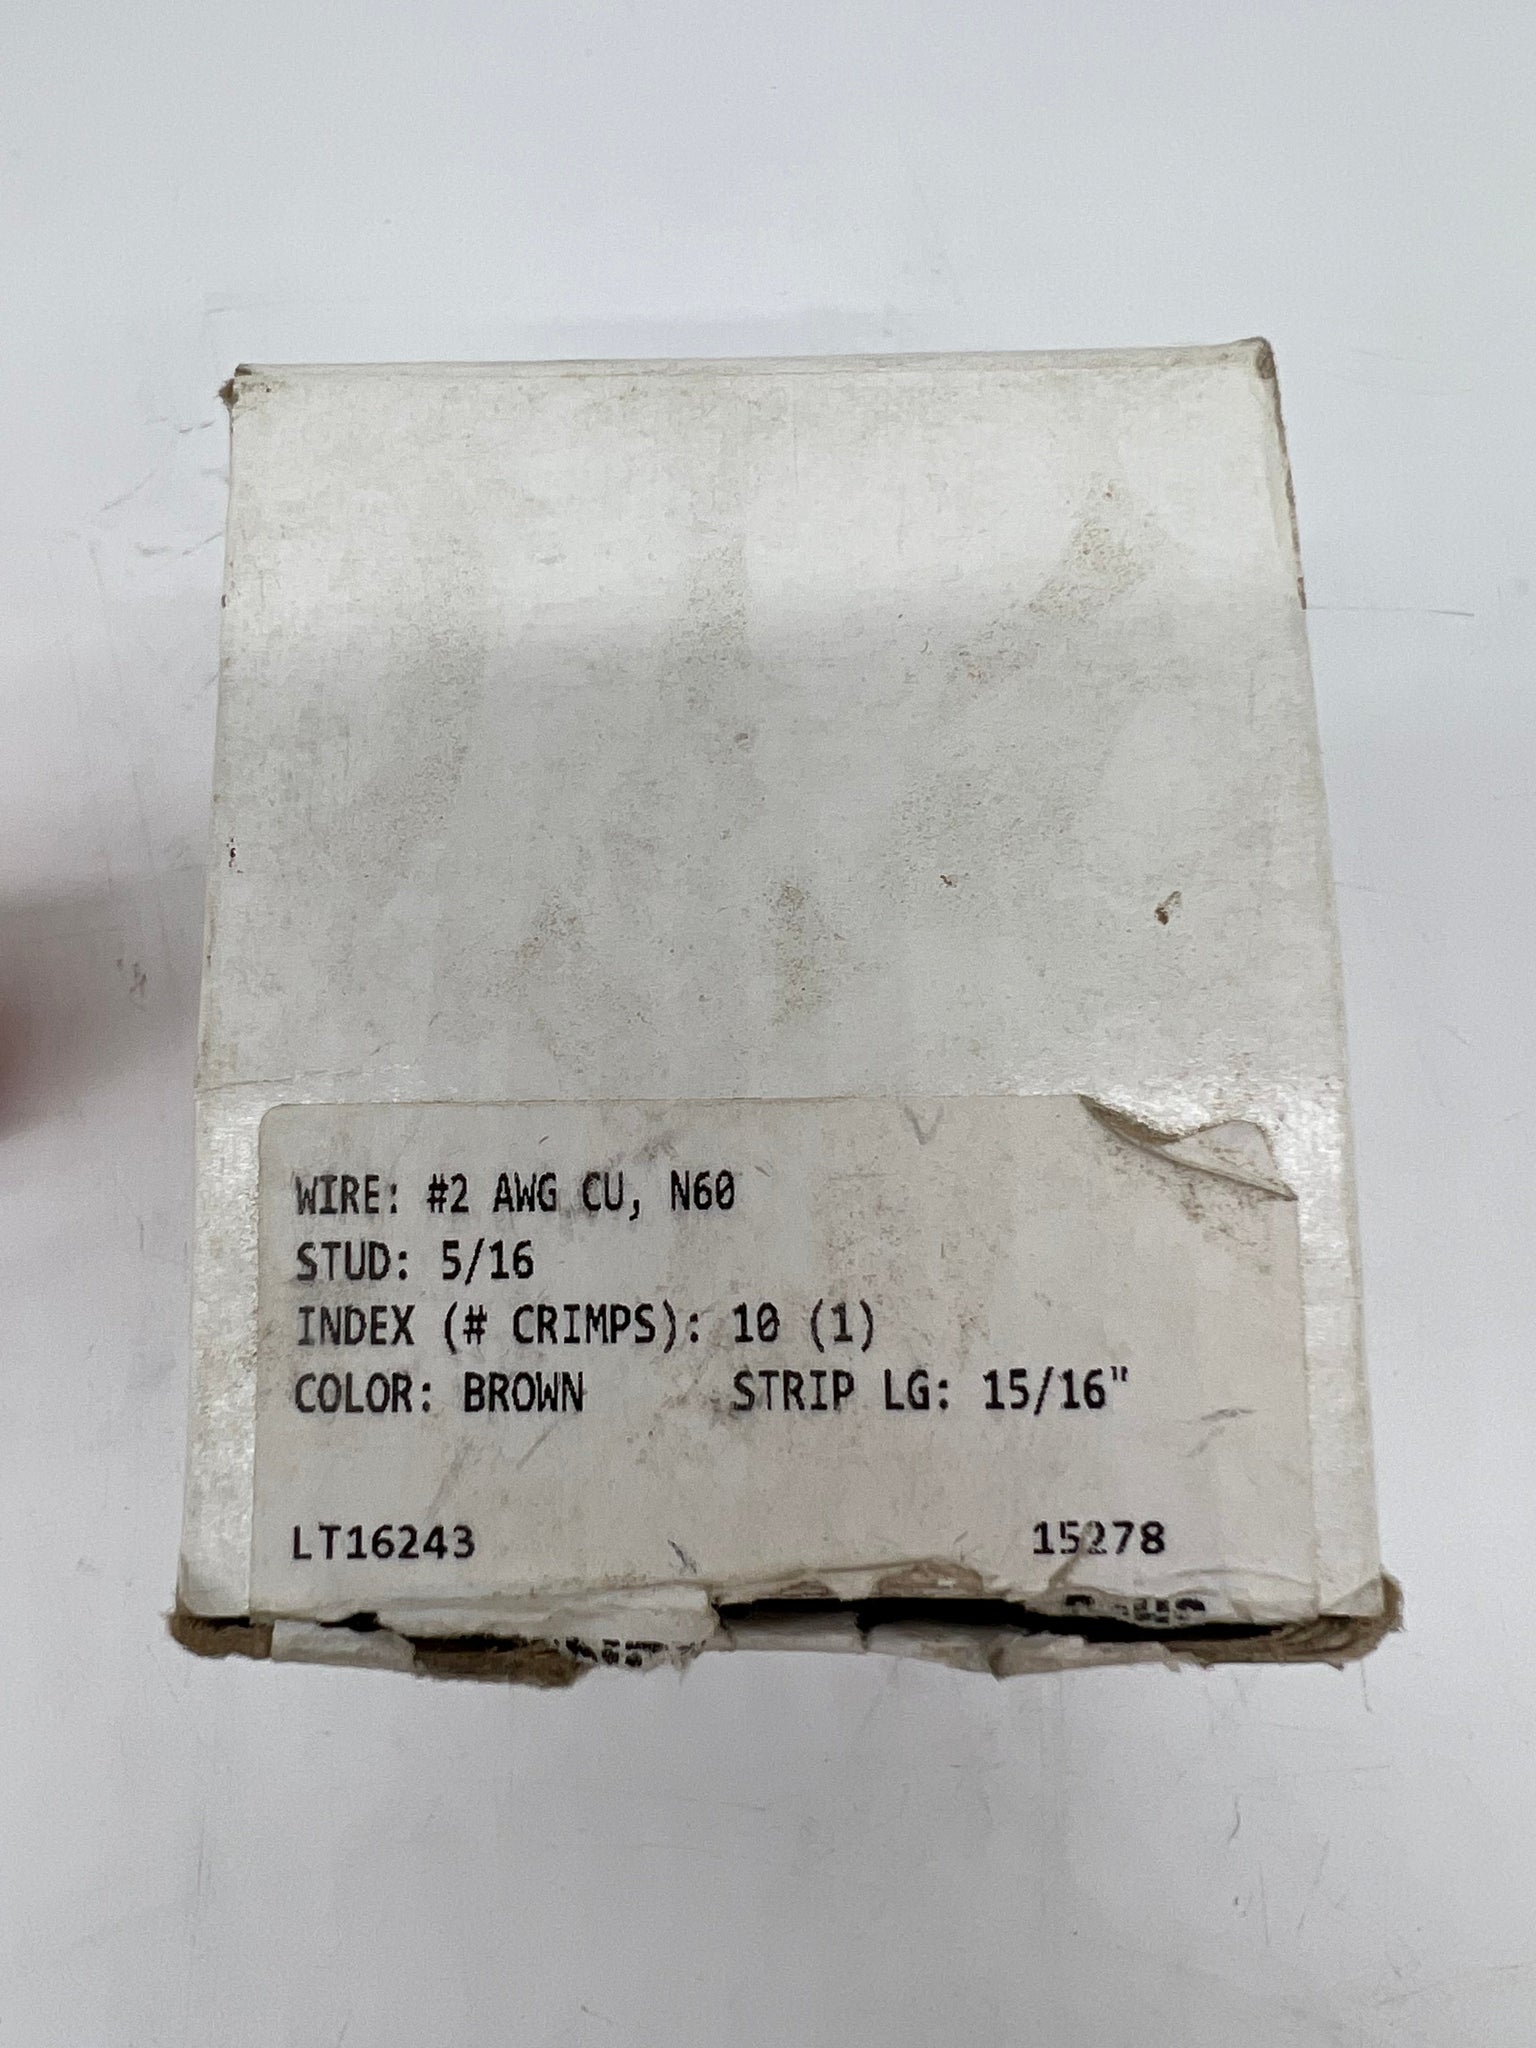 WIRE: #2 AWG CU, N60
STUD: 5/16
INDEX (# CRIMPS): 10 (1)
COLOR: BROWN STRIP LG: 15/16"
LT16243 15278